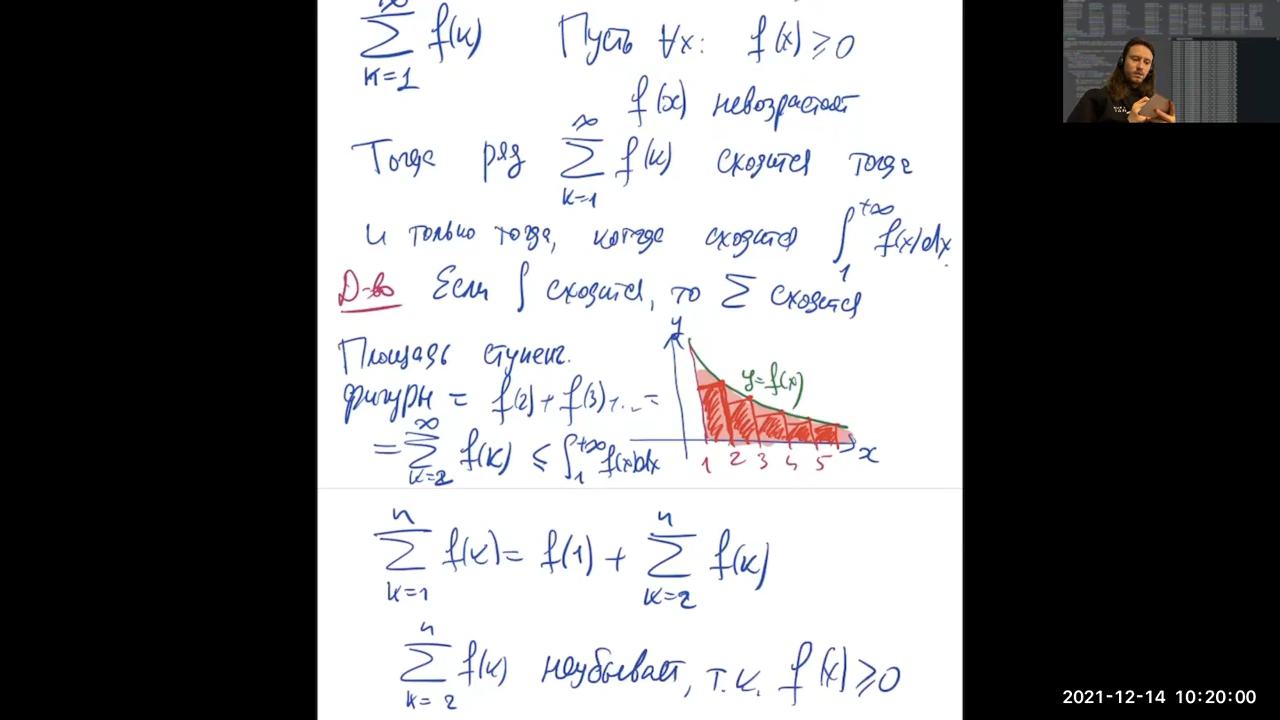 ∑_{k=1}^{∞} f(k) Пусть ∀x: f(x) ⩾ 0
f(x) невозрастает
Тогда ряд ∑_{k=1}^{∞} f(k) сходится тогда
и только тогда, когда сходится ∫_{1}^{+∞} f(x)dx.
Д-во Если ∫ сходится, то ∑ сходится
Площадь ступенч.
фигуры = f(2) + f(3) + ... =
= ∑_{k=2}^{∞} f(k) ≤ ∫_{1}^{+∞} f(x)dx
y
y=f(x)
1 2 3 4 5 x
∑_{k=1}^{n} f(k) = f(1) + ∑_{k=2}^{n} f(k)
∑_{k=2}^{n} f(k) неубывает, т.к. f(x) ⩾ 0
2021-12-14 10:20:00